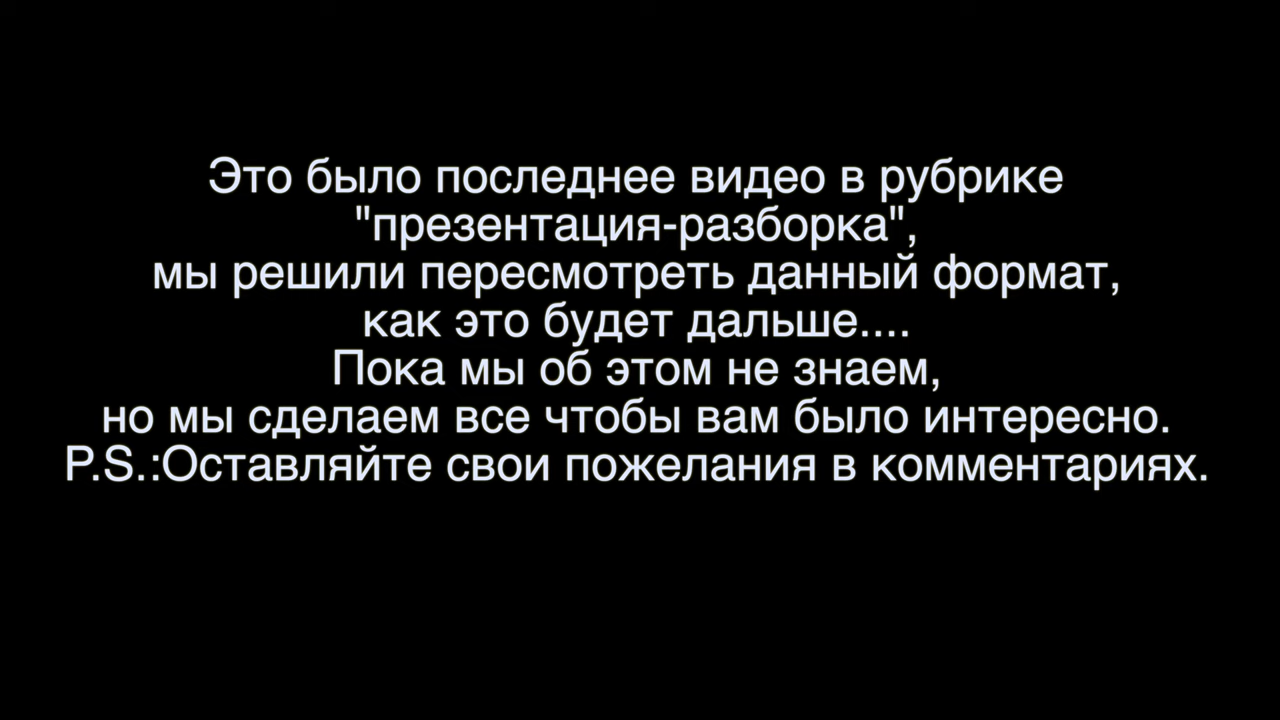 Это было последнее видео в рубрике
"презентация-разборка",
мы решили пересмотреть данный формат,
как это будет дальше....
Пока мы об этом не знаем,
но мы сделаем все чтобы вам было интересно.
P.S.:Оставляйте свои пожелания в комментариях.